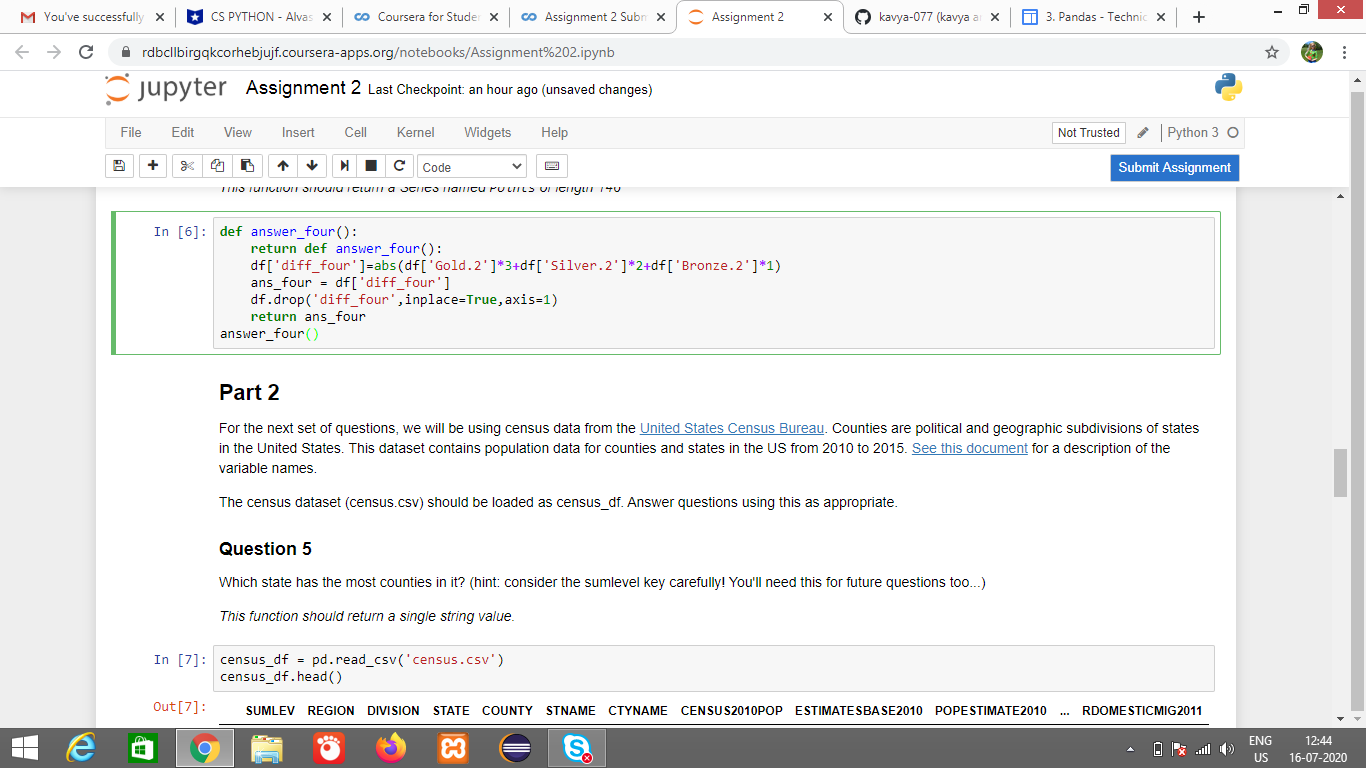 You've successfully
CS PYTHON - Alvas
Coursera for Studen
Assignment 2 Subm
Assignment 2
kavya-077 (kavya a
3. Pandas - Technic
rdbcllbirgqkcorhebjujf.coursera-apps.org/notebooks/Assignment%202.ipynb
jupyter Assignment 2 Last Checkpoint: an hour ago (unsaved changes)
File Edit View Insert Cell Kernel Widgets Help
Not Trusted Python 3
Code Submit Assignment
This function should return a Series named Points of length 146
In [6]: def answer_four():
    return def answer_four():
    df['diff_four']=abs(df['Gold.2']*3+df['Silver.2']*2+df['Bronze.2']*1)
    ans_four = df['diff_four']
    df.drop('diff_four',inplace=True,axis=1)
    return ans_four
answer_four()
Part 2
For the next set of questions, we will be using census data from the United States Census Bureau. Counties are political and geographic subdivisions of states
in the United States. This dataset contains population data for counties and states in the US from 2010 to 2015. See this document for a description of the
variable names.
The census dataset (census.csv) should be loaded as census_df. Answer questions using this as appropriate.
Question 5
Which state has the most counties in it? (hint: consider the sumlevel key carefully! You'll need this for future questions too...)
This function should return a single string value.
In [7]: census_df = pd.read_csv('census.csv')
census_df.head()
Out[7]: SUMLEV REGION DIVISION STATE COUNTY STNAME CTYNAME CENSUS2010POP ESTIMATESBASE2010 POPESTIMATE2010 ... RDOMESTICMIG2011
ENG 12:44
US 16-07-2020